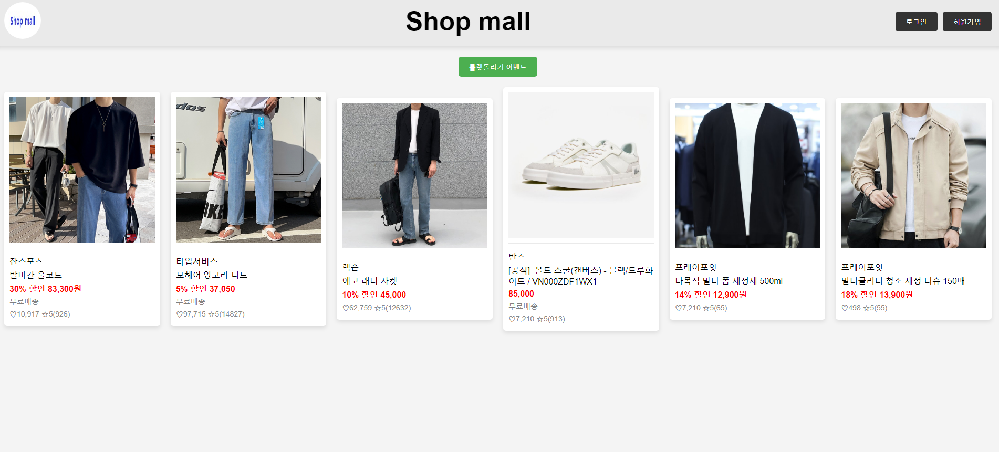 Shop mall
Shop mall
로그인
회원가입
룰렛돌리기 이벤트
잔스포츠
발마칸 울코트
30% 할인 83,300원
무료배송
♡10,917 ☆5(926)
dos
NIKE
타입서비스
모헤어 앙고라 니트
5% 할인 37,050
무료배송
♡97,715 ☆5(14827)
렉슨
에코 래더 자켓
10% 할인 45,000
♡62,759 ☆5(12632)
반스
[공식]_올드 스쿨(캔버스) - 블랙/트루화
이트 / VN000ZDF1WX1
85,000
무료배송
♡7,210 ☆5(913)
프레이포잇
다목적 멀티 폼 세정제 500ml
14% 할인 12,900원
♡7,210 ☆5(65)
프레이포잇
멀티클리너 청소 세정 티슈 150매
18% 할인 13,900원
♡498 ☆5(55)